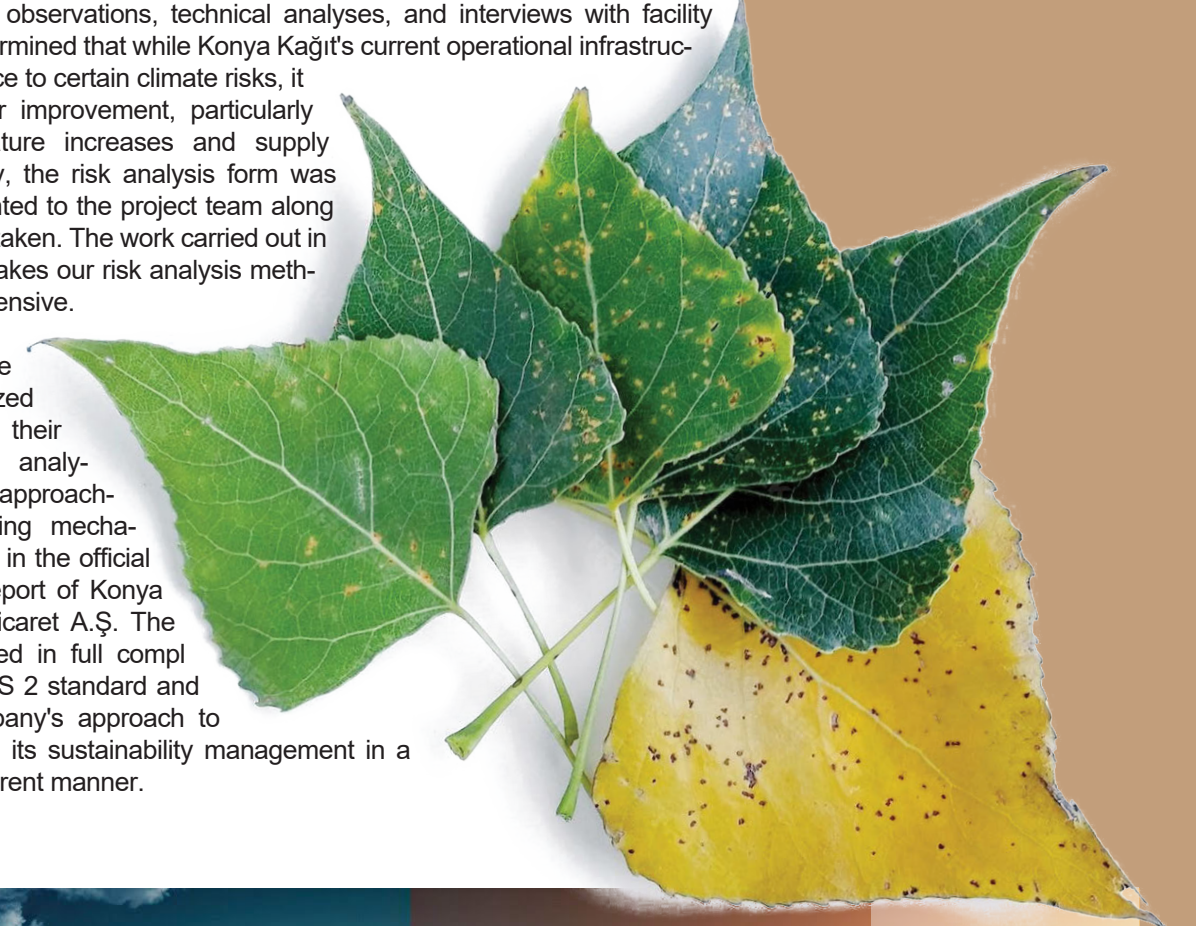 observations, technical analyses, and interviews with facility
rmined that while Konya Kağıt's current operational infrastruc-
ce to certain climate risks, it
r improvement, particularly
ture increases and supply
y, the risk analysis form was
ted to the project team along
taken. The work carried out in
akes our risk analysis meth-
ensive.
e
zed
their
analy-
approach-
ing mecha-
in the official
eport of Konya
icaret A.Ş. The
ed in full compl
S 2 standard and
pany's approach to
its sustainability management in a
rent manner.